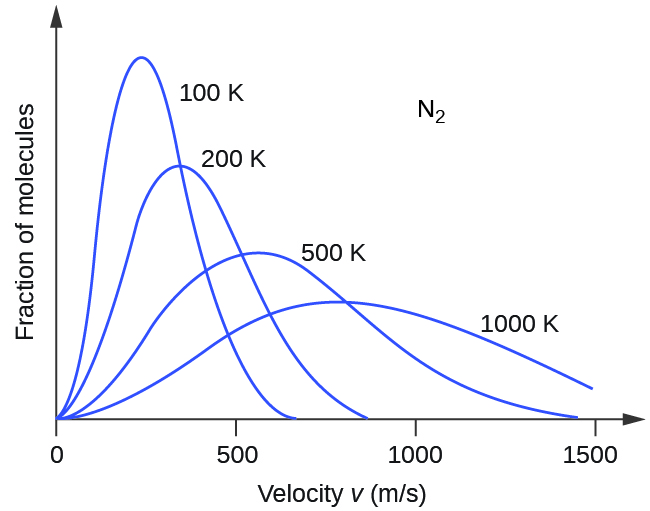 100 K
N₂
200 K
500 K
1000 K
Fraction of molecules
0 500 1000 1500
Velocity v (m/s)